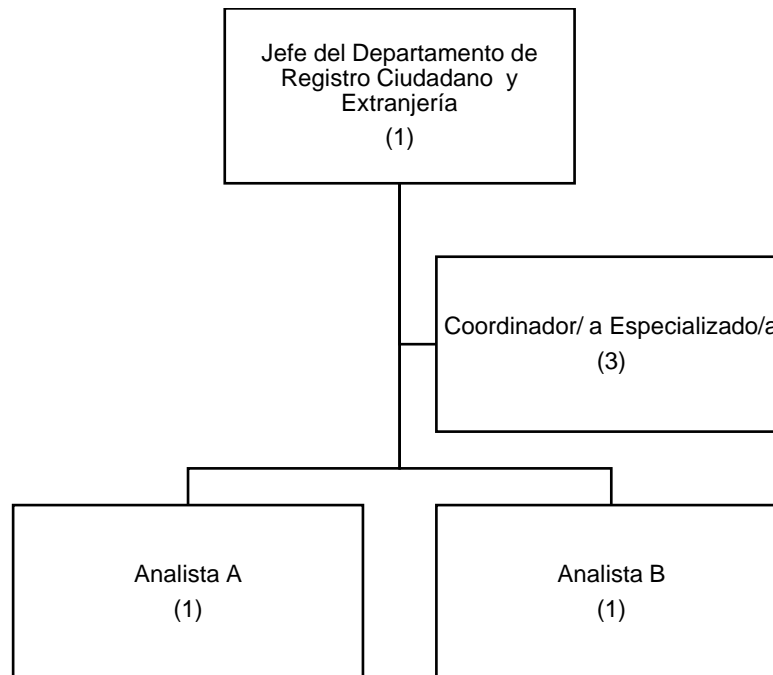 Jefe del Departamento de
Registro Ciudadano y
Extranjería
(1)
Coordinador/ a Especializado/a
(3)
Analista A
(1)
Analista B
(1)